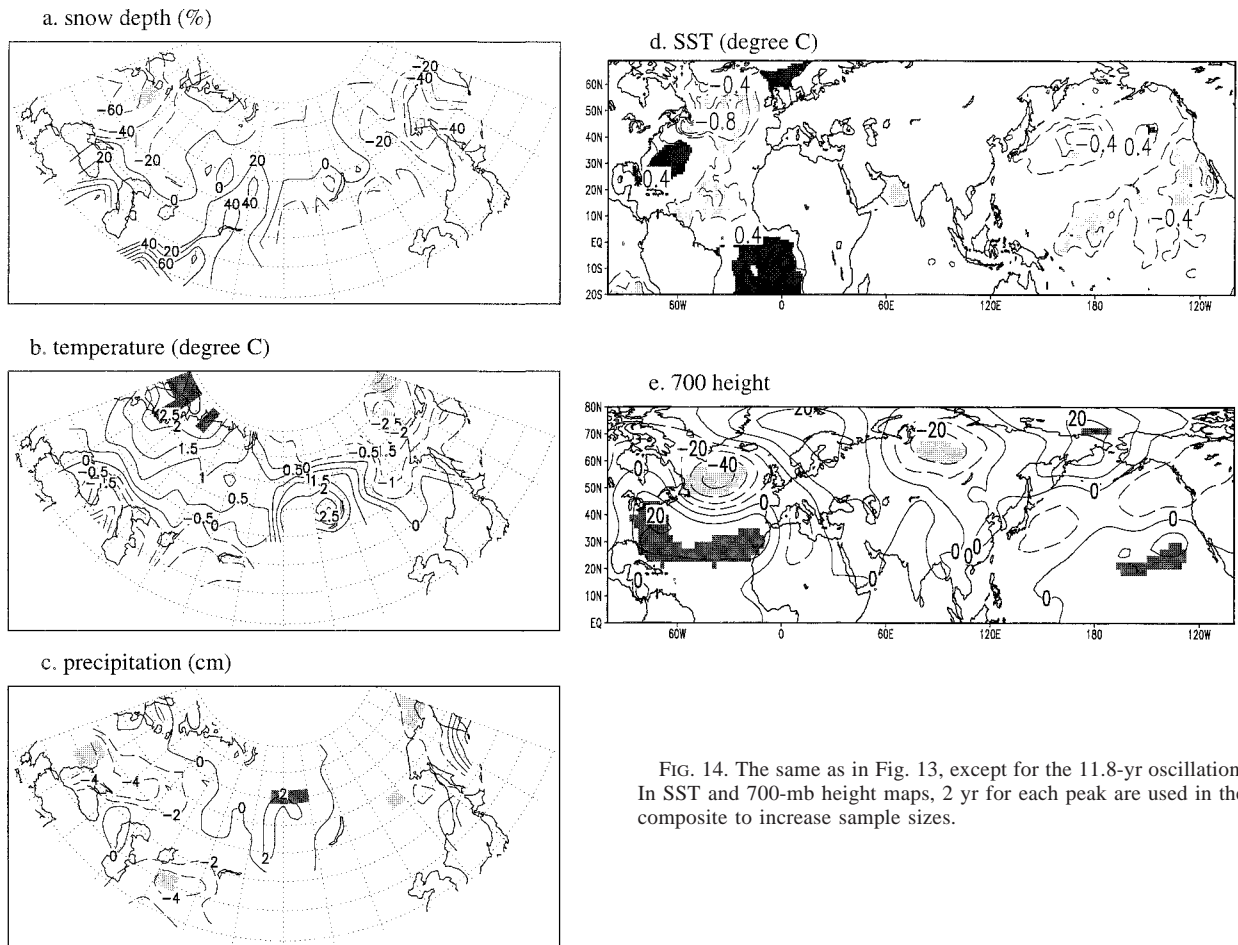 a. snow depth (%)
-20
-40
-60
-40
-20
-40
20
-20
20
0
0
40
40
0
40
20
60
b. temperature (degree C)
2.5
-2
1.5
-2.5
-2
-0.5
1.5
0
-0.5
-1.5
1
0.5
0
1.5
-2
-1
0.5
-0.5
0
2.5
0
c. precipitation (cm)
0
-4
-4
2
-2
0
0
-2
2
-4
d. SST (degree C)
60N
50N
40N
30N
20N
10N
EQ
10S
20S
-0.4
-0.8
-0.4
0.4
0.4
-0.4
0.4
60W
0
60E
120E
180
120W
e. 700 height
80N
70N
60N
50N
40N
30N
20N
10N
EQ
20
20
-20
-20
0
-40
0
0
20
0
0
0
0
0
0
0
60W
0
60E
120E
180
120W
FIG. 14. The same as in Fig. 13, except for the 11.8-yr oscillation
In SST and 700-mb height maps, 2 yr for each peak are used in the
composite to increase sample sizes.